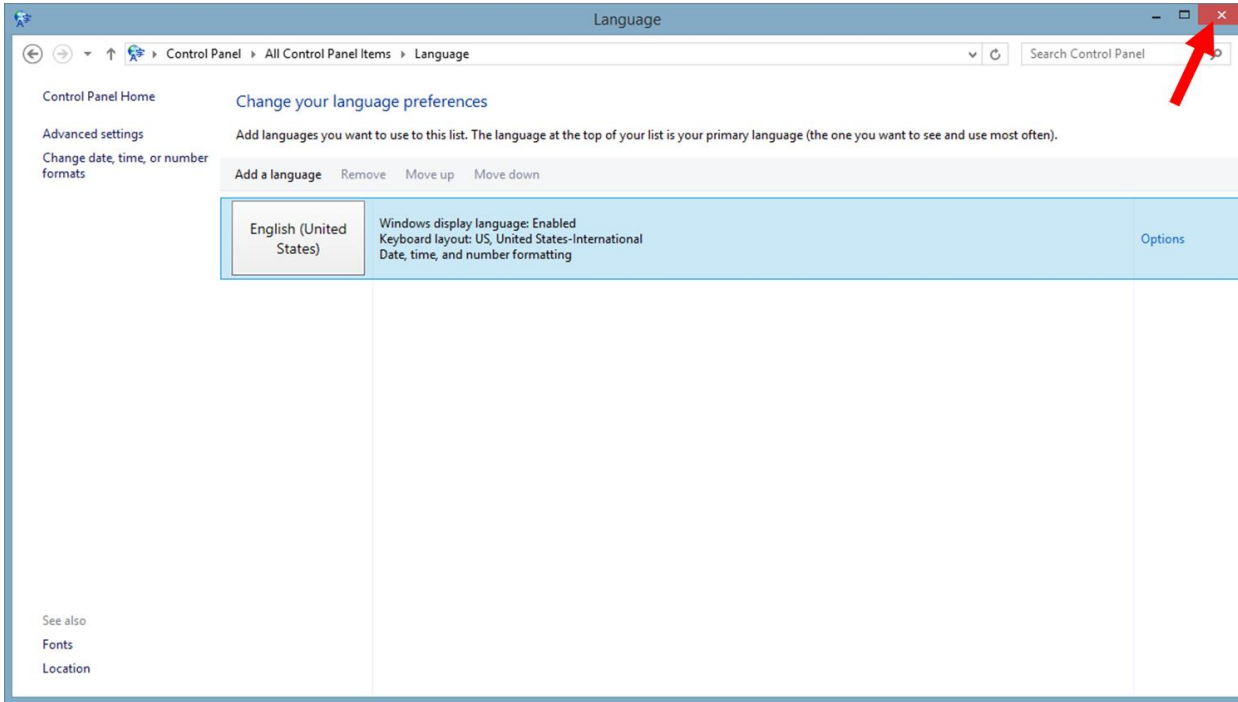 Language
Control Panel ▸ All Control Panel Items ▸ Language
Search Control Panel
Control Panel Home
Advanced settings
Change date, time, or number
formats
Change your language preferences
Add languages you want to use to this list. The language at the top of your list is your primary language (the one you want to see and use most often).
Add a language Remove Move up Move down
English (United
States)
Windows display language: Enabled
Keyboard layout: US, United States-International
Date, time, and number formatting
Options
See also
Fonts
Location